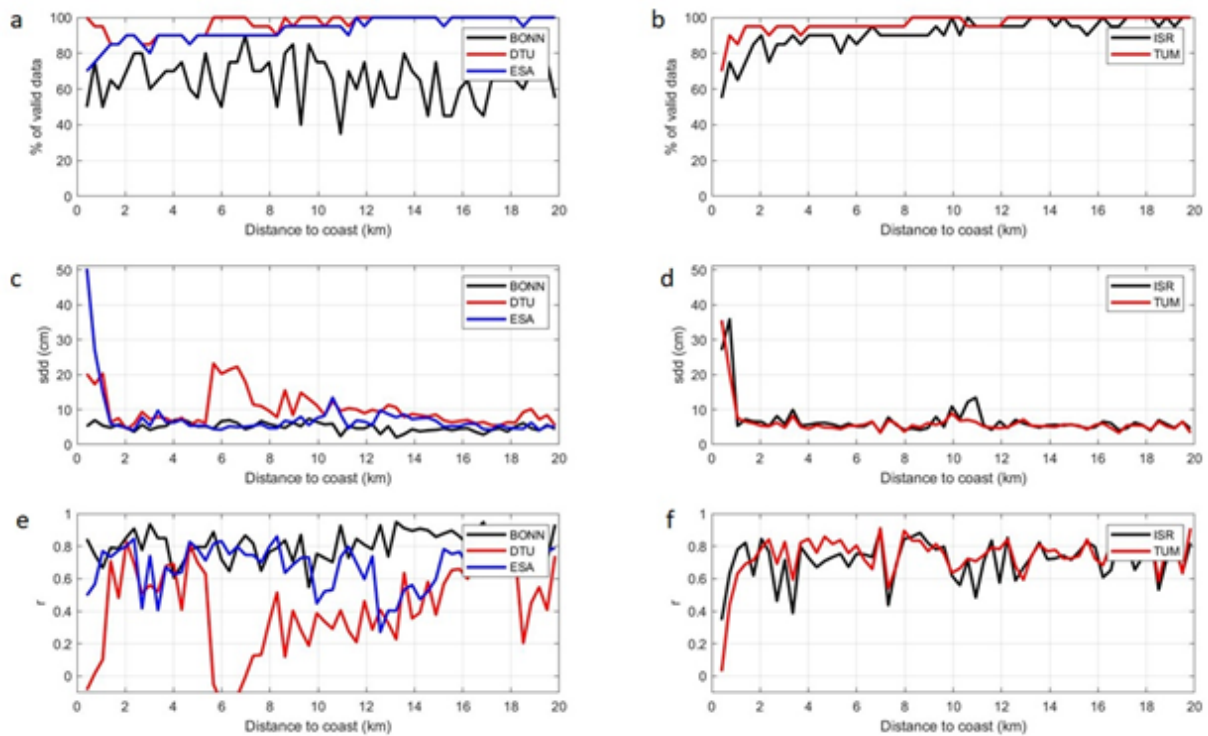 a
b
100
80
60
40
20
0
% of valid data
BONN
DTU
ESA
0 2 4 6 8 10 12 14 16 18 20
Distance to coast (km)
100
80
60
40
20
0
% of valid data
ISR
TUM
0 2 4 6 8 10 12 14 16 18 20
Distance to coast (km)
c
d
50
40
30
20
10
0
sdd (cm)
BONN
DTU
ESA
0 2 4 6 8 10 12 14 16 18 20
Distance to coast (km)
50
40
30
20
10
0
sdd (cm)
ISR
TUM
0 2 4 6 8 10 12 14 16 18 20
Distance to coast (km)
e
f
1
0.8
0.6
0.4
0.2
0
r
BONN
DTU
ESA
0 2 4 6 8 10 12 14 16 18 20
Distance to coast (km)
1
0.8
0.6
0.4
0.2
0
r
ISR
TUM
0 2 4 6 8 10 12 14 16 18 20
Distance to coast (km)